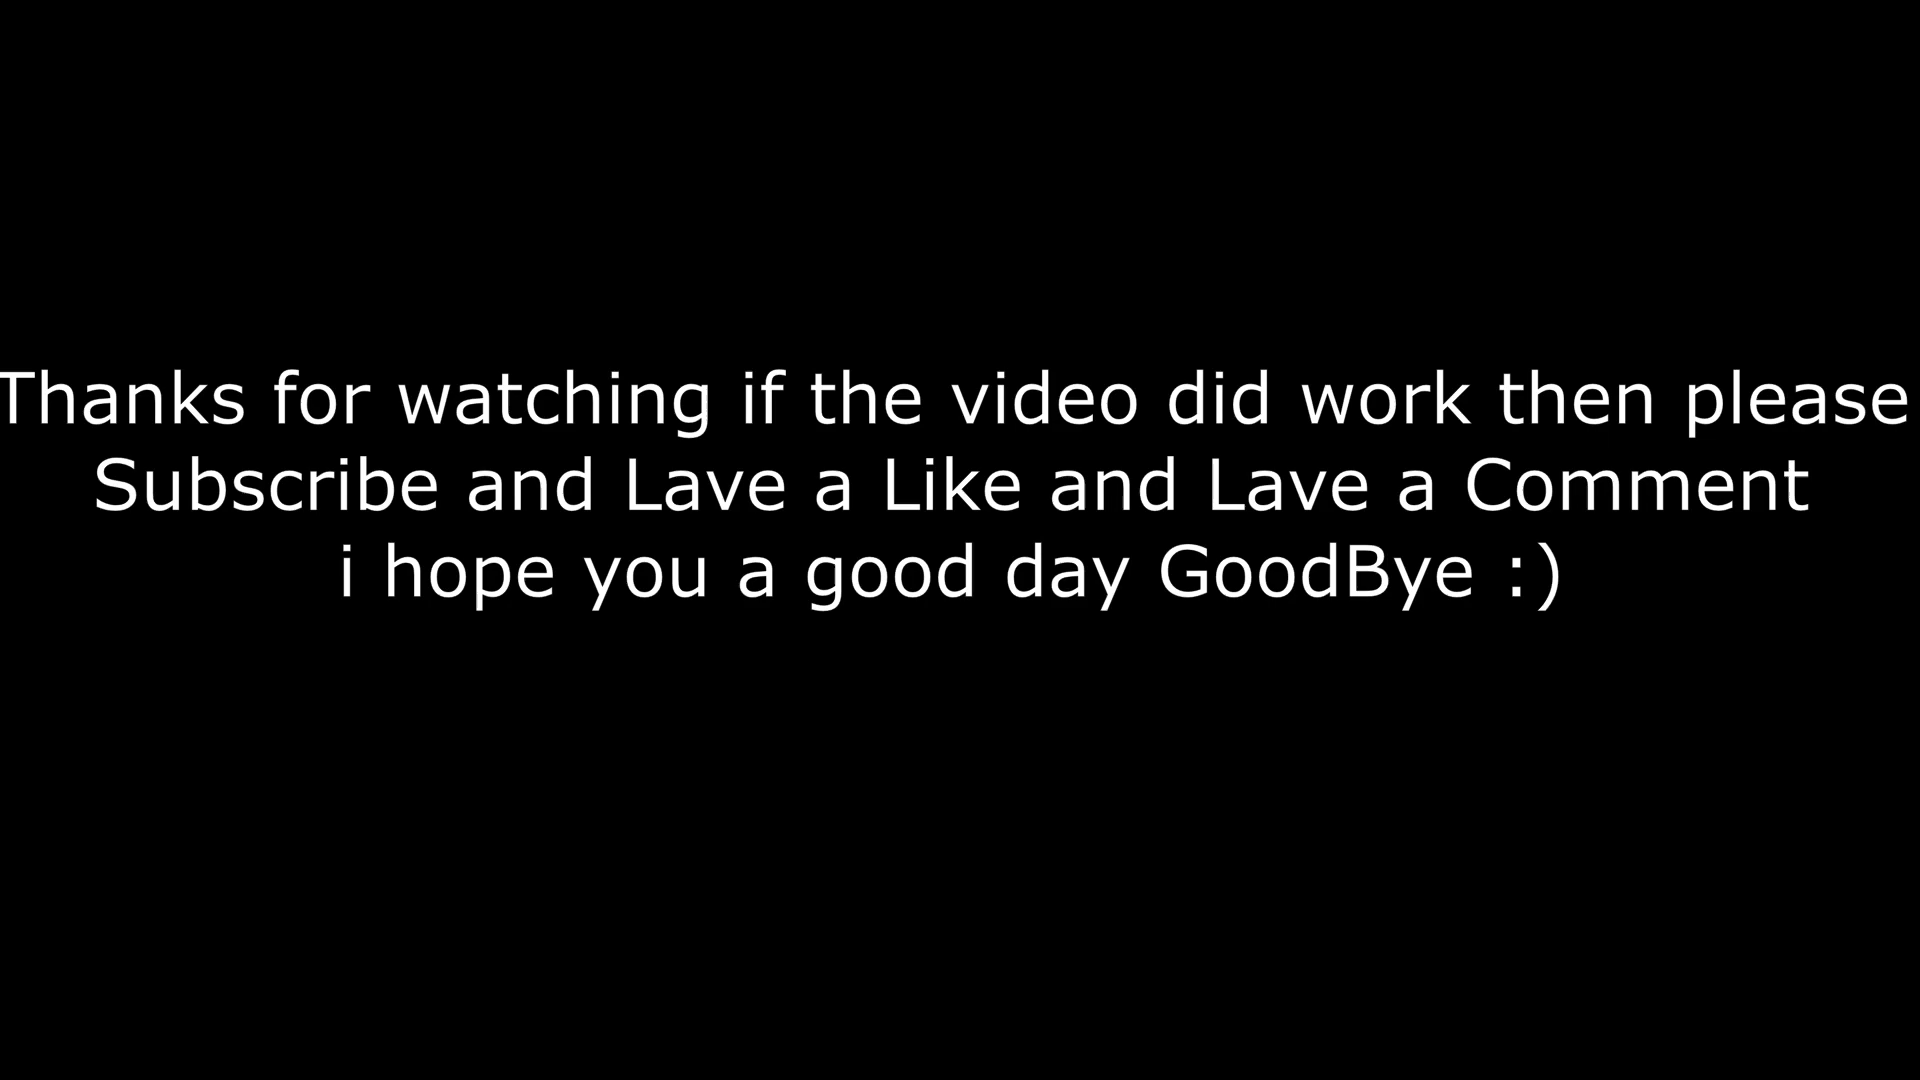 Thanks for watching if the video did work then please
Subscribe and Lave a Like and Lave a Comment
i hope you a good day GoodBye :)